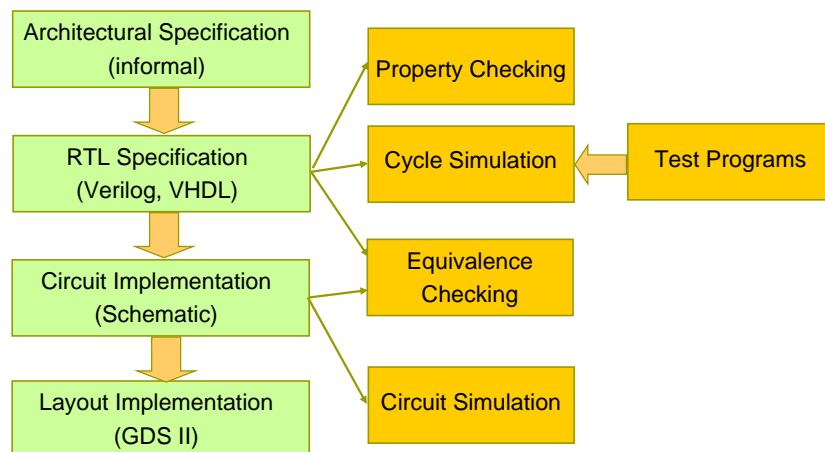 Architectural Specification
(informal)
Property Checking
RTL Specification
(Verilog, VHDL)
Cycle Simulation
Test Programs
Circuit Implementation
(Schematic)
Equivalence
Checking
Layout Implementation
(GDS II)
Circuit Simulation